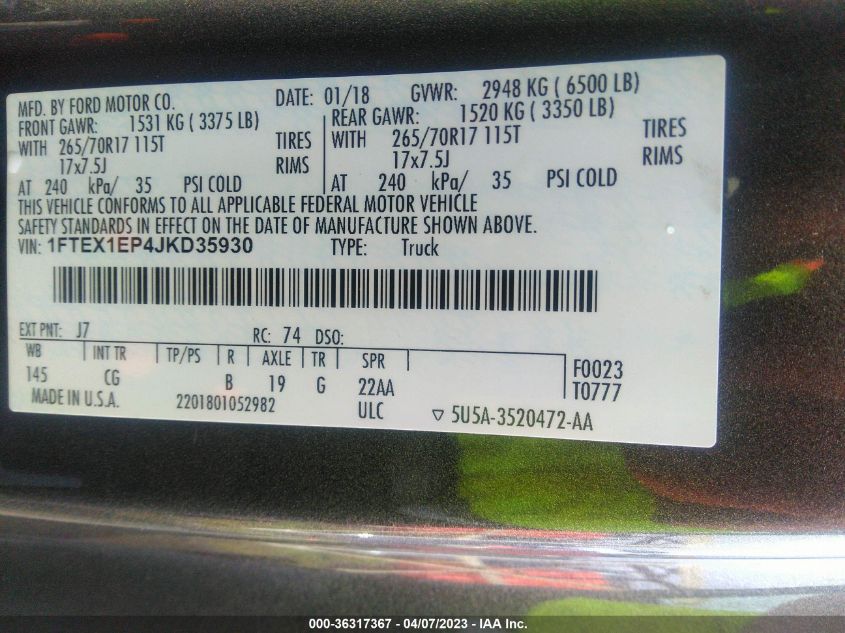 MFD. BY FORD MOTOR CO. DATE: 01/18 GVWR: 2948 KG ( 6500 LB)
FRONT GAWR: 1531 KG ( 3375 LB) REAR GAWR: 1520 KG ( 3350 LB)
WITH 265/70R17 115T TIRES WITH 265/70R17 115T TIRES
17x7.5J RIMS 17x7.5J RIMS
AT 240 kPa/ 35 PSI COLD AT 240 kPa/ 35 PSI COLD
THIS VEHICLE CONFORMS TO ALL APPLICABLE FEDERAL MOTOR VEHICLE
SAFETY STANDARDS IN EFFECT ON THE DATE OF MANUFACTURE SHOWN ABOVE.
VIN: 1FTEX1EP4JKD35930 TYPE: Truck
EXT PNT: J7 RC: 74 DSO:
WB INT TR TP/PS R AXLE TR SPR F0023
145 CG B 19 G 22AA T0777
MADE IN U.S.A. 2201801052982 ULC ▽ 5U5A-3520472-AA
000-36317367 - 04/07/2023 - IAA Inc.